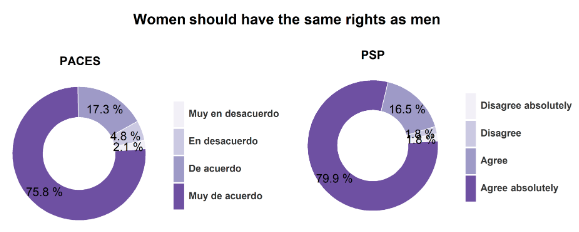 Women should have the same rights as men
PACES
17.3 %
4.8 %
2.1 %
75.8 %
Muy en desacuerdo
En desacuerdo
De acuerdo
Muy de acuerdo
PSP
16.5 %
1.8 %
1.8 %
79.9 %
Disagree absolutely
Disagree
Agree
Agree absolutely